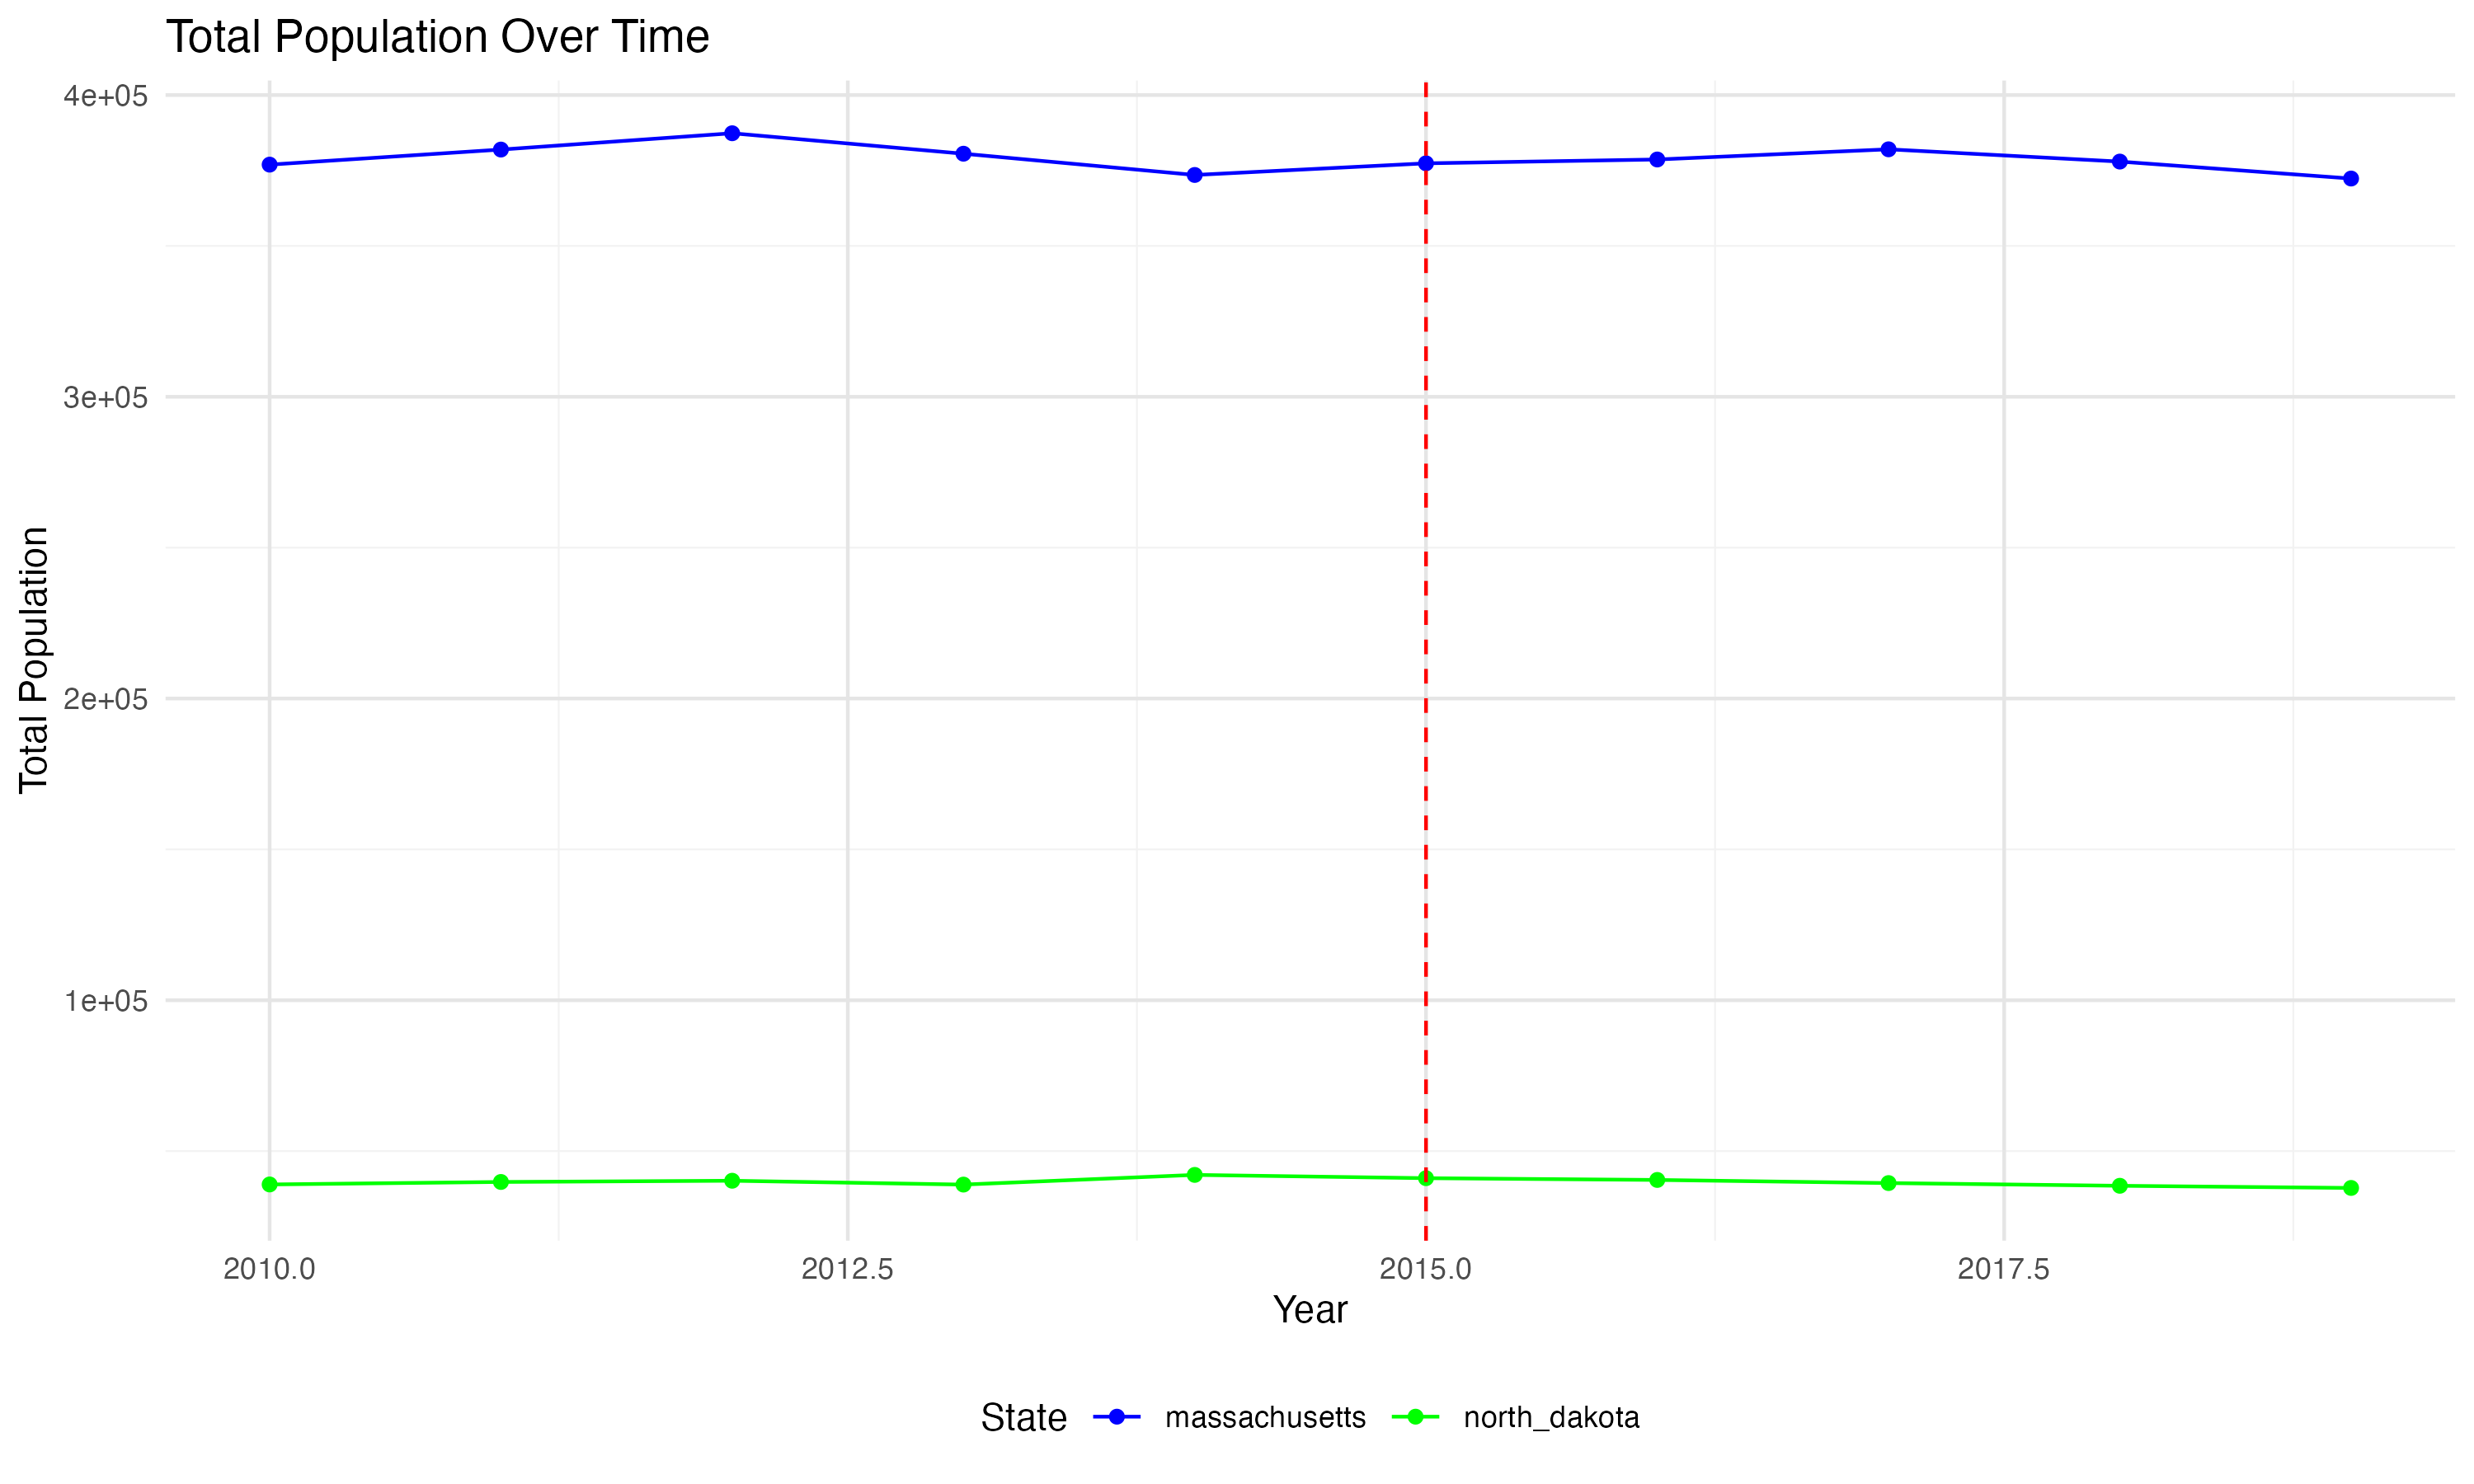 Total Population Over Time
4e+05
3e+05
2e+05
1e+05
Total Population
2010.0 2012.5 2015.0 2017.5
Year
State massachusetts north_dakota